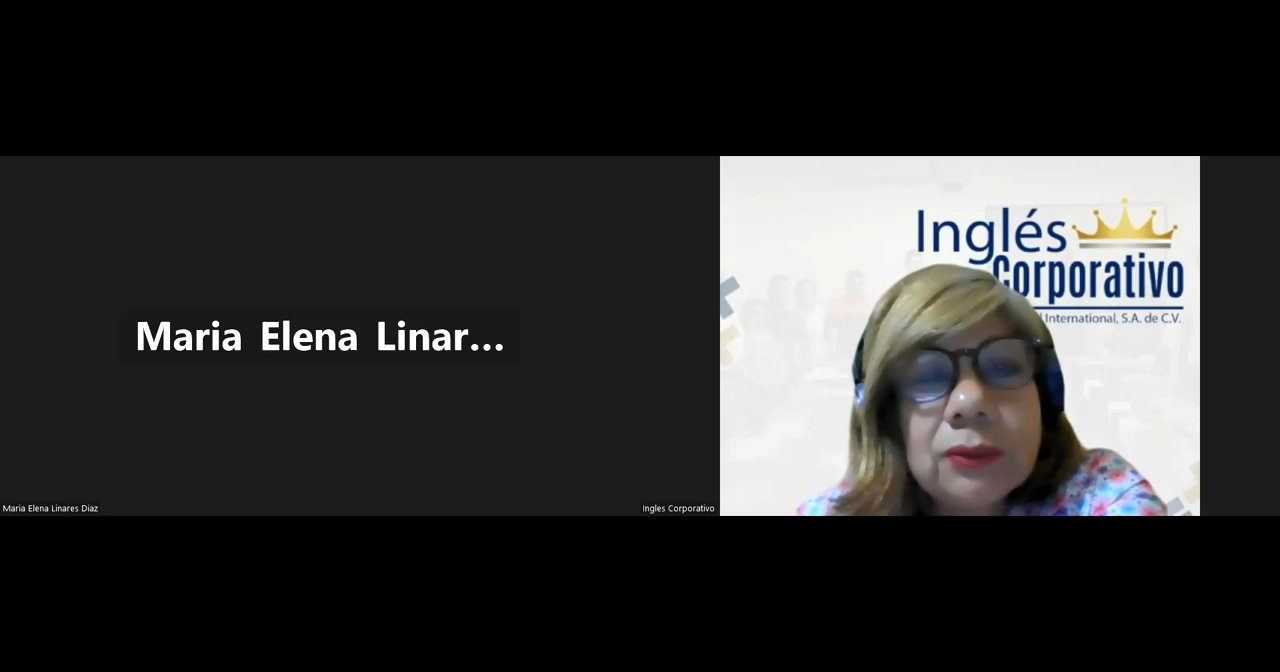 Maria Elena Linar...
Maria Elena Linares Diaz
Ingles Corporativo
Inglés
Corporativo
International, S.A. de C.V.